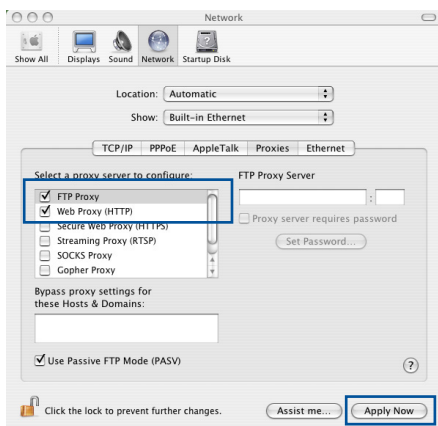 Network
Show All Displays Sound Network Startup Disk
Location: Automatic
Show: Built-in Ethernet
TCP/IP PPPoE AppleTalk Proxies Ethernet
Select a proxy server to configure: FTP Proxy Server
FTP Proxy :
Web Proxy (HTTP) Proxy server requires password
Secure Web Proxy (HTTPS)
Streaming Proxy (RTSP) Set Password...
SOCKS Proxy
Gopher Proxy
Bypass proxy settings for
these Hosts & Domains:
Use Passive FTP Mode (PASV) ?
Click the lock to prevent further changes. Assist me... Apply Now